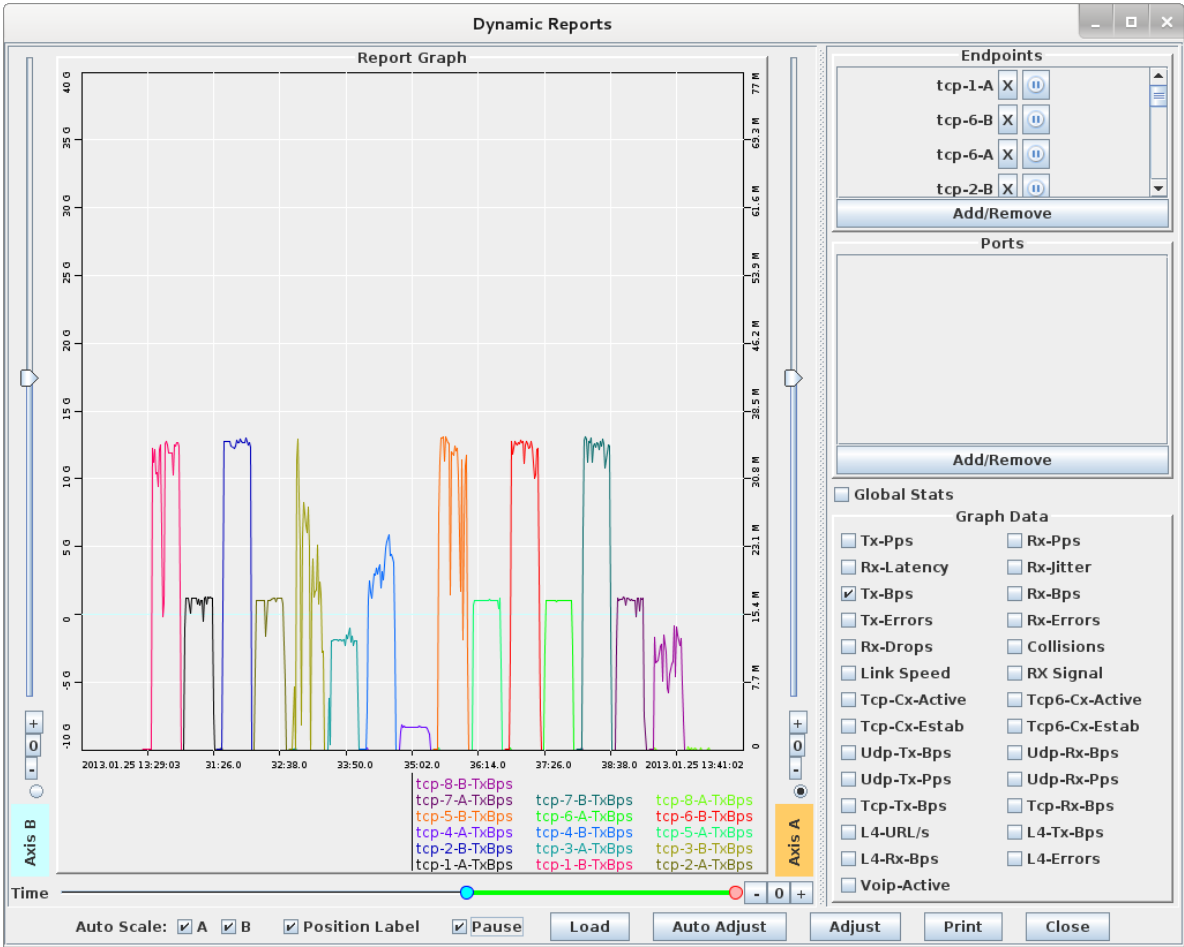 Dynamic Reports
Report Graph
40 G
35 G
30 G
25 G
20 G
15 G
10 G
5 G
0
-5 G
-10 G
77 M
69.3 M
61.6 M
53.9 M
46.2 M
38.5 M
30.8 M
23.1 M
15.4 M
7.7 M
0
2013.01.25 13:29:03 31:26.0 32:38.0 33:50.0 35:02.0 36:14.0 37:26.0 38:38.0 2013.01.25 13:41:02
tcp-8-B-TxBps
tcp-7-A-TxBps tcp-7-B-TxBps tcp-8-A-TxBps
tcp-5-B-TxBps tcp-6-A-TxBps tcp-6-B-TxBps
tcp-4-A-TxBps tcp-4-B-TxBps tcp-5-A-TxBps
tcp-2-B-TxBps tcp-3-A-TxBps tcp-3-B-TxBps
tcp-1-A-TxBps tcp-1-B-TxBps tcp-2-A-TxBps
+
0
-
Axis B
+
0
-
Axis A
Time - 0 +
Endpoints
tcp-1-A X
tcp-6-B X
tcp-6-A X
tcp-2-B X
Add/Remove
Ports
Add/Remove
Global Stats
Graph Data
Tx-Pps Rx-Pps
Rx-Latency Rx-Jitter
Tx-Bps Rx-Bps
Tx-Errors Rx-Errors
Rx-Drops Collisions
Link Speed RX Signal
Tcp-Cx-Active Tcp6-Cx-Active
Tcp-Cx-Estab Tcp6-Cx-Estab
Udp-Tx-Bps Udp-Rx-Bps
Udp-Tx-Pps Udp-Rx-Pps
Tcp-Tx-Bps Tcp-Rx-Bps
L4-URL/s L4-Tx-Bps
L4-Rx-Bps L4-Errors
Voip-Active
Auto Scale: A B Position Label Pause Load Auto Adjust Adjust Print Close